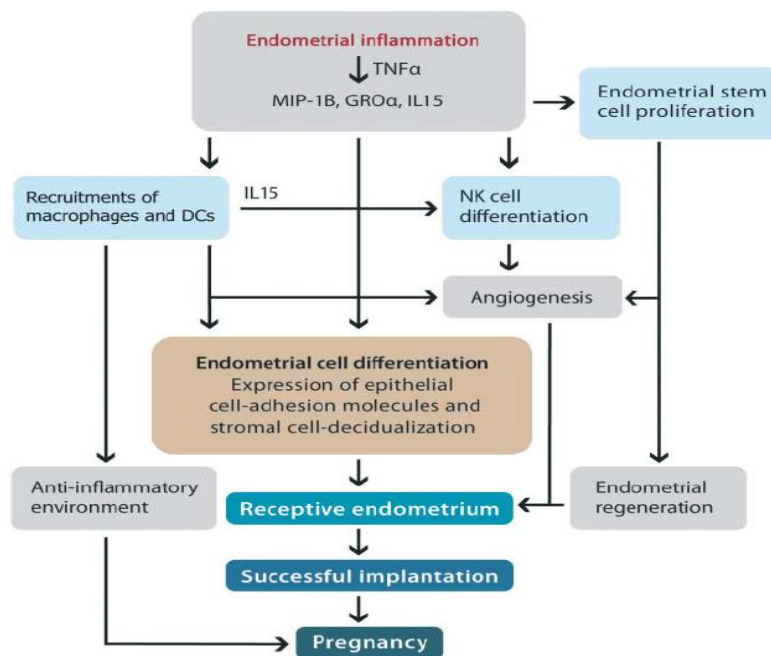 Endometrial inflammation
TNFα
MIP-1B, GROα, IL15
Endometrial stem
cell proliferation
Recruitments of
macrophages and DCs
IL15
NK cell
differentiation
Angiogenesis
Endometrial cell differentiation
Expression of epithelial
cell-adhesion molecules and
stromal cell-decidualization
Anti-inflammatory
environment
Receptive endometrium
Endometrial
regeneration
Successful implantation
Pregnancy